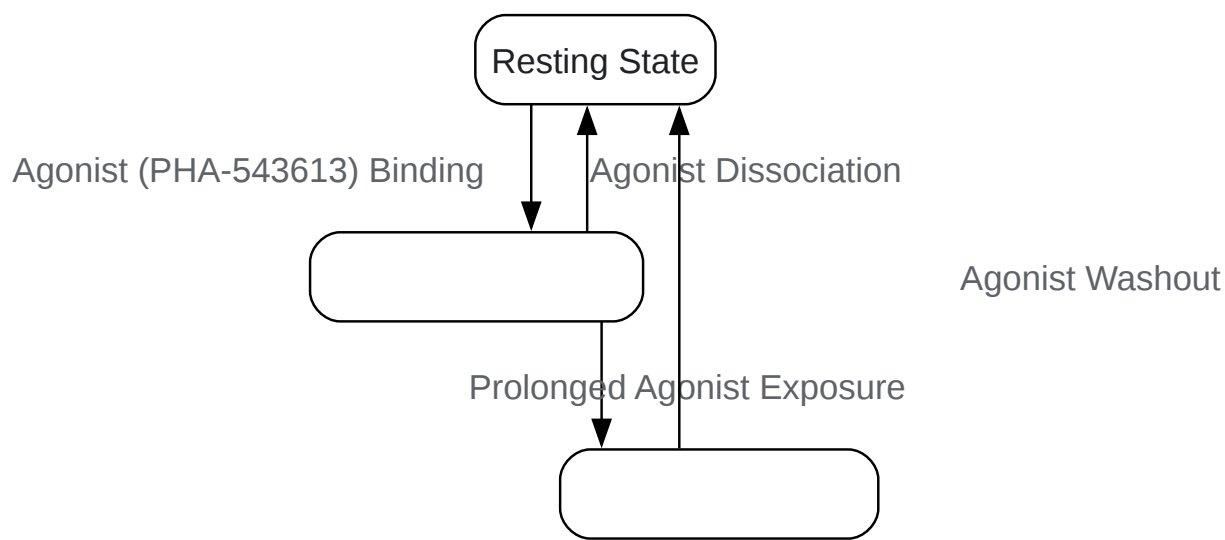 Resting State
Agonist (PHA-543613) Binding
Agonist Dissociation
Agonist Washout
Prolonged Agonist Exposure